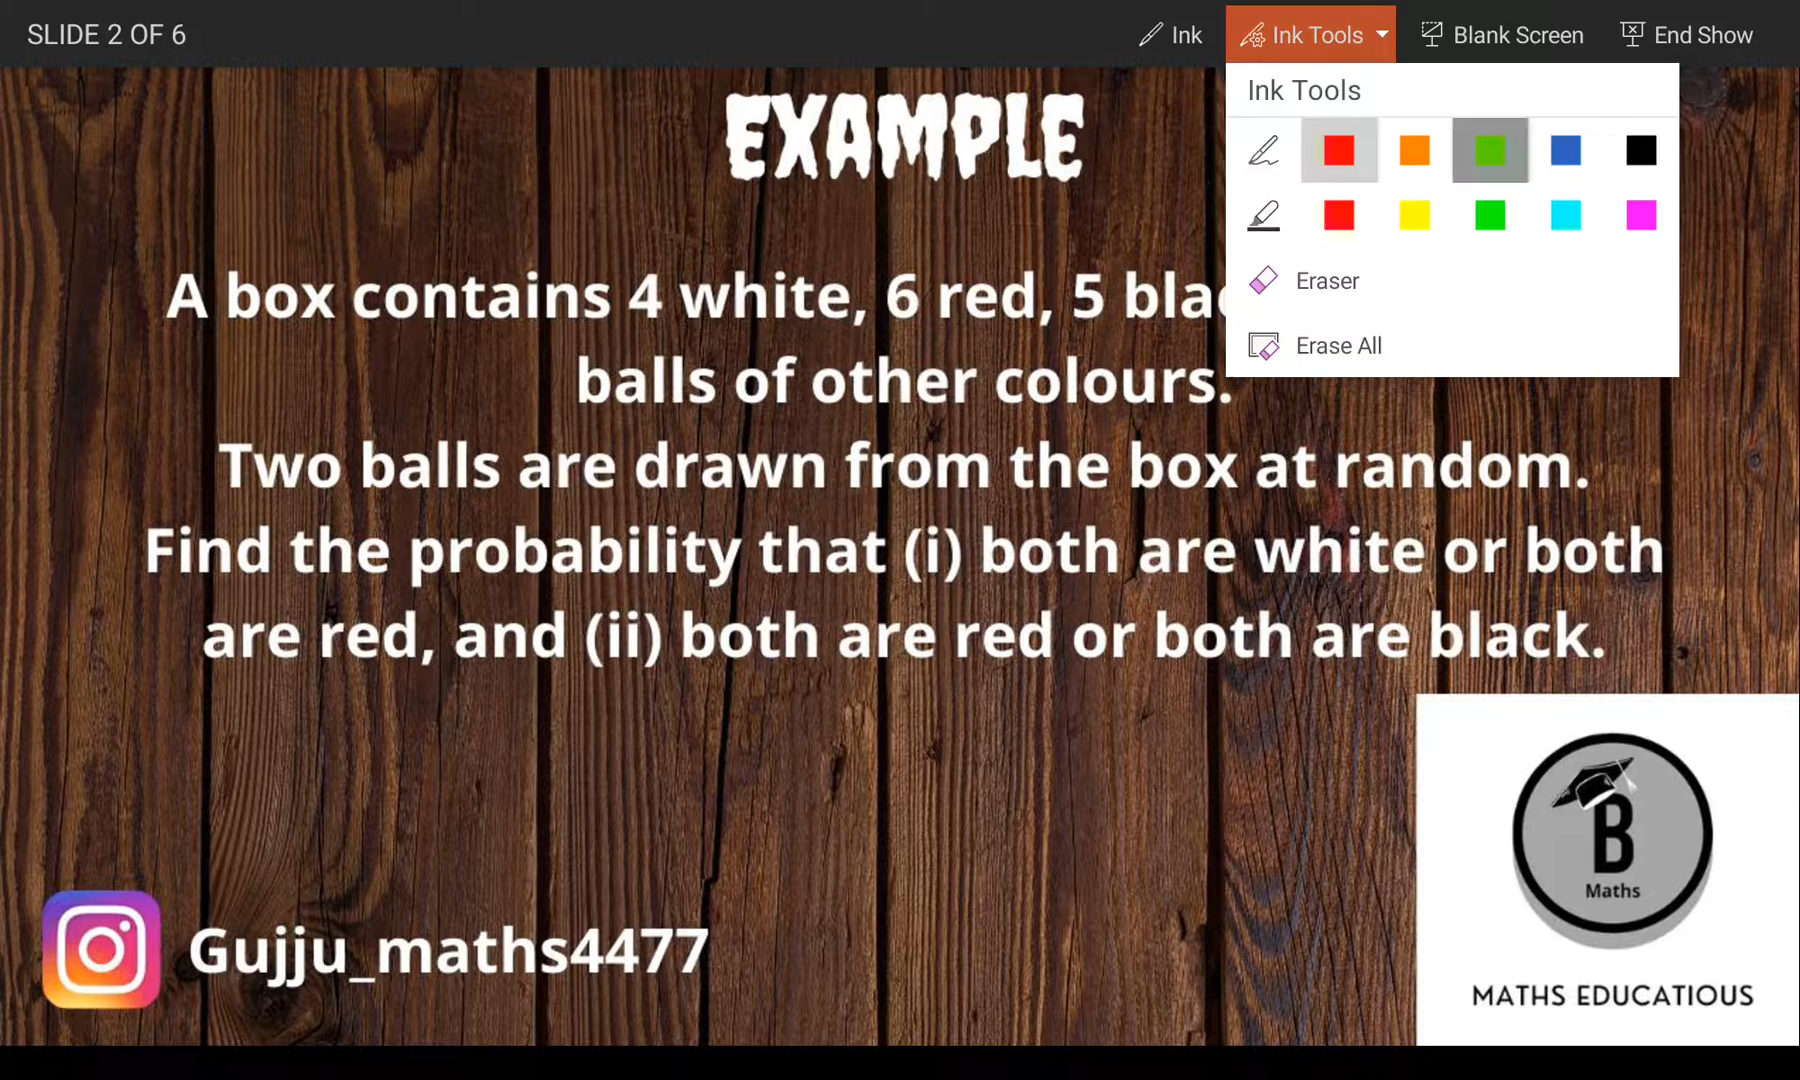 SLIDE 2 OF 6
Ink
Ink Tools
Blank Screen
End Show
Ink Tools
Eraser
Erase All
EXAMPLE
A box contains 4 white, 6 red, 5
balls of other colours.
Two balls are drawn from the box at random.
Find the probability that (i) both are white or both
are red, and (ii) both are red or both are black.
Gujju_maths4477
B
Maths
MATHS EDUCATIOUS